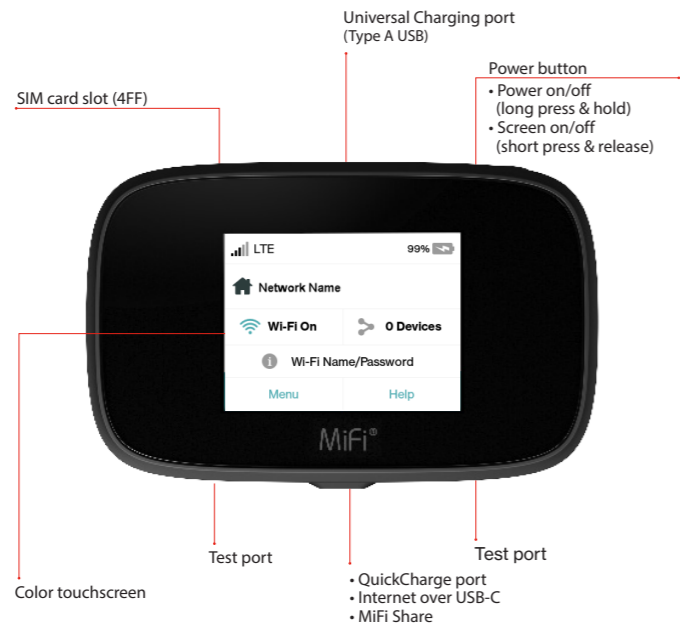 Universal Charging port
(Type A USB)
Power button
• Power on/off
(long press & hold)
• Screen on/off
(short press & release)
SIM card slot (4FF)
LTE
99%
Network Name
Wi-Fi On
0 Devices
i
Wi-Fi Name/Password
Menu
Help
MiFi®
Test port
Test port
Color touchscreen
• QuickCharge port
• Internet over USB-C
• MiFi Share